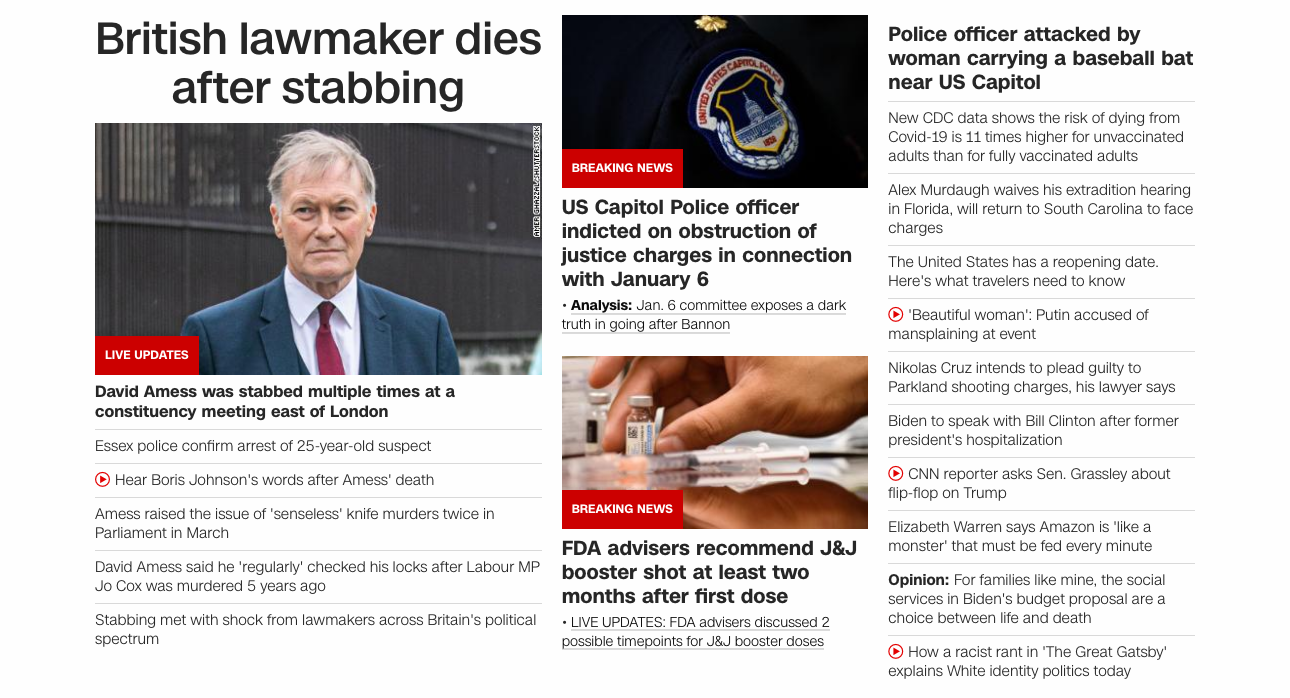 British lawmaker dies
after stabbing
AMER GHAZZAL/SHUTTERSTOCK
LIVE UPDATES
David Amess was stabbed multiple times at a
constituency meeting east of London
Essex police confirm arrest of 25-year-old suspect
Hear Boris Johnson's words after Amess' death
Amess raised the issue of 'senseless' knife murders twice in
Parliament in March
David Amess said he 'regularly' checked his locks after Labour MP
Jo Cox was murdered 5 years ago
Stabbing met with shock from lawmakers across Britain's political
spectrum
UNITED STATES CAPITOL POLICE
1828
BREAKING NEWS
US Capitol Police officer
indicted on obstruction of
justice charges in connection
with January 6
• Analysis: Jan. 6 committee exposes a dark
truth in going after Bannon
BREAKING NEWS
FDA advisers recommend J&J
booster shot at least two
months after first dose
• LIVE UPDATES: FDA advisers discussed 2
possible timepoints for J&J booster doses
Police officer attacked by
woman carrying a baseball bat
near US Capitol
New CDC data shows the risk of dying from
Covid-19 is 11 times higher for unvaccinated
adults than for fully vaccinated adults
Alex Murdaugh waives his extradition hearing
in Florida, will return to South Carolina to face
charges
The United States has a reopening date.
Here's what travelers need to know
'Beautiful woman': Putin accused of
mansplaining at event
Nikolas Cruz intends to plead guilty to
Parkland shooting charges, his lawyer says
Biden to speak with Bill Clinton after former
president's hospitalization
CNN reporter asks Sen. Grassley about
flip-flop on Trump
Elizabeth Warren says Amazon is 'like a
monster' that must be fed every minute
Opinion: For families like mine, the social
services in Biden's budget proposal are a
choice between life and death
How a racist rant in 'The Great Gatsby'
explains White identity politics today